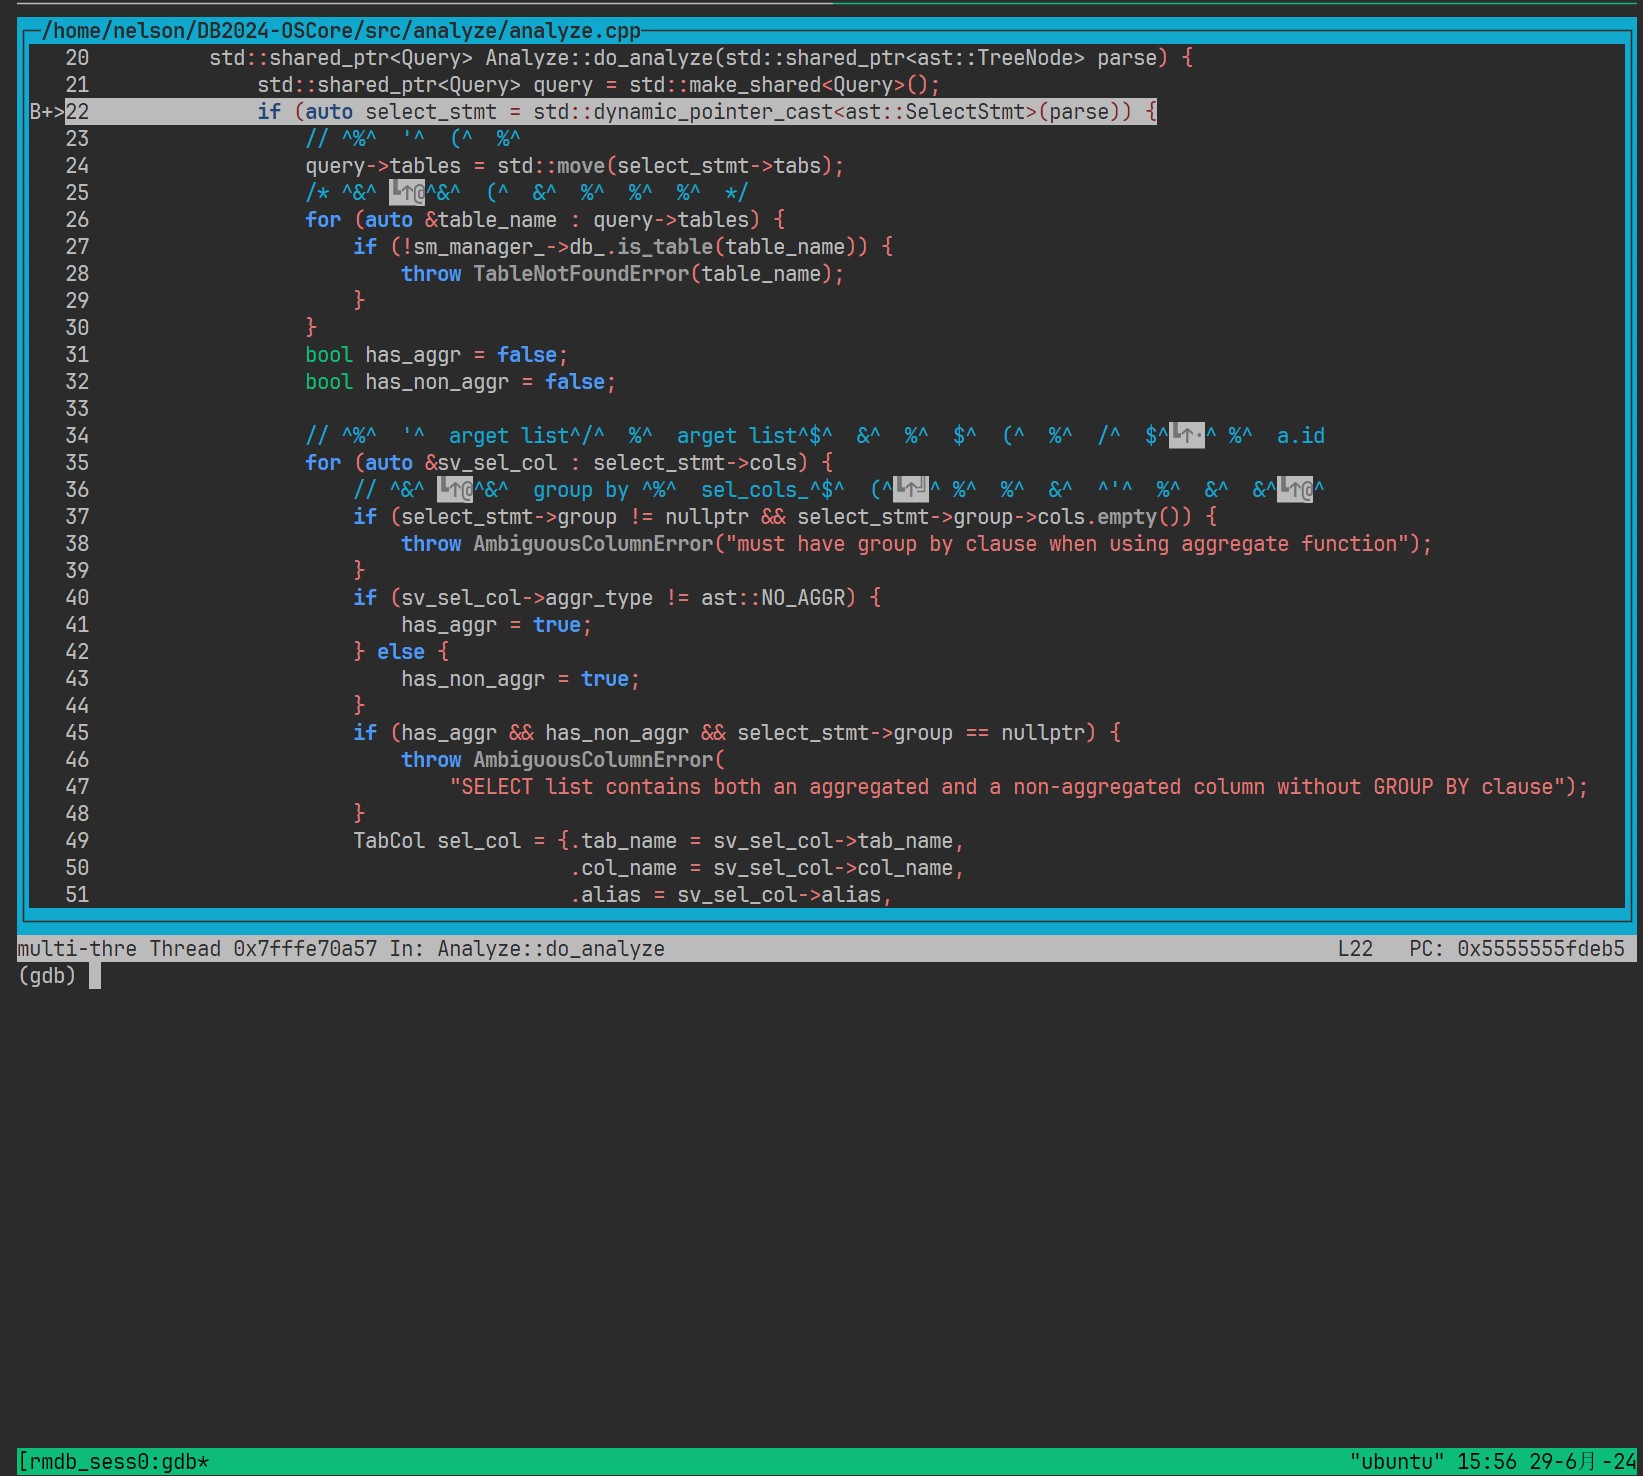 /home/nelson/DB2024-OSCore/src/analyze/analyze.cpp
20 std::shared_ptr<Query> Analyze::do_analyze(std::shared_ptr<ast::TreeNode> parse) {
21 std::shared_ptr<Query> query = std::make_shared<Query>();
B+>22 if (auto select_stmt = std::dynamic_pointer_cast<ast::SelectStmt>(parse)) {
23 // ^%^ '^ (^ %^
24 query->tables = std::move(select_stmt->tabs);
25 /* ^&^ ┗↑@^&^ (^ &^ %^ %^ %^ */
26 for (auto &table_name : query->tables) {
27 if (!sm_manager_->db_.is_table(table_name)) {
28 throw TableNotFoundError(table_name);
29 }
30 }
31 bool has_aggr = false;
32 bool has_non_aggr = false;
33
34 // ^%^ '^ arget list^/^ %^ arget list^$^ &^ %^ $^ (^ %^ /^ $^┗↑·^ %^ a.id
35 for (auto &sv_sel_col : select_stmt->cols) {
36 // ^&^ ┗↑@^&^ group by ^%^ sel_cols_^$^ (^┗↑╝^ %^ %^ &^ ^'^ %^ &^ &^┗↑@^
37 if (select_stmt->group != nullptr && select_stmt->group->cols.empty()) {
38 throw AmbiguousColumnError("must have group by clause when using aggregate function");
39 }
40 if (sv_sel_col->aggr_type != ast::NO_AGGR) {
41 has_aggr = true;
42 } else {
43 has_non_aggr = true;
44 }
45 if (has_aggr && has_non_aggr && select_stmt->group == nullptr) {
46 throw AmbiguousColumnError(
47 "SELECT list contains both an aggregated and a non-aggregated column without GROUP BY clause");
48 }
49 TabCol sel_col = {.tab_name = sv_sel_col->tab_name,
50 .col_name = sv_sel_col->col_name,
51 .alias = sv_sel_col->alias,
multi-thre Thread 0x7fffe70a57 In: Analyze::do_analyze L22 PC: 0x5555555fdeb5
(gdb)
[rmdb_sess0:gdb* "ubuntu" 15:56 29-6月-24